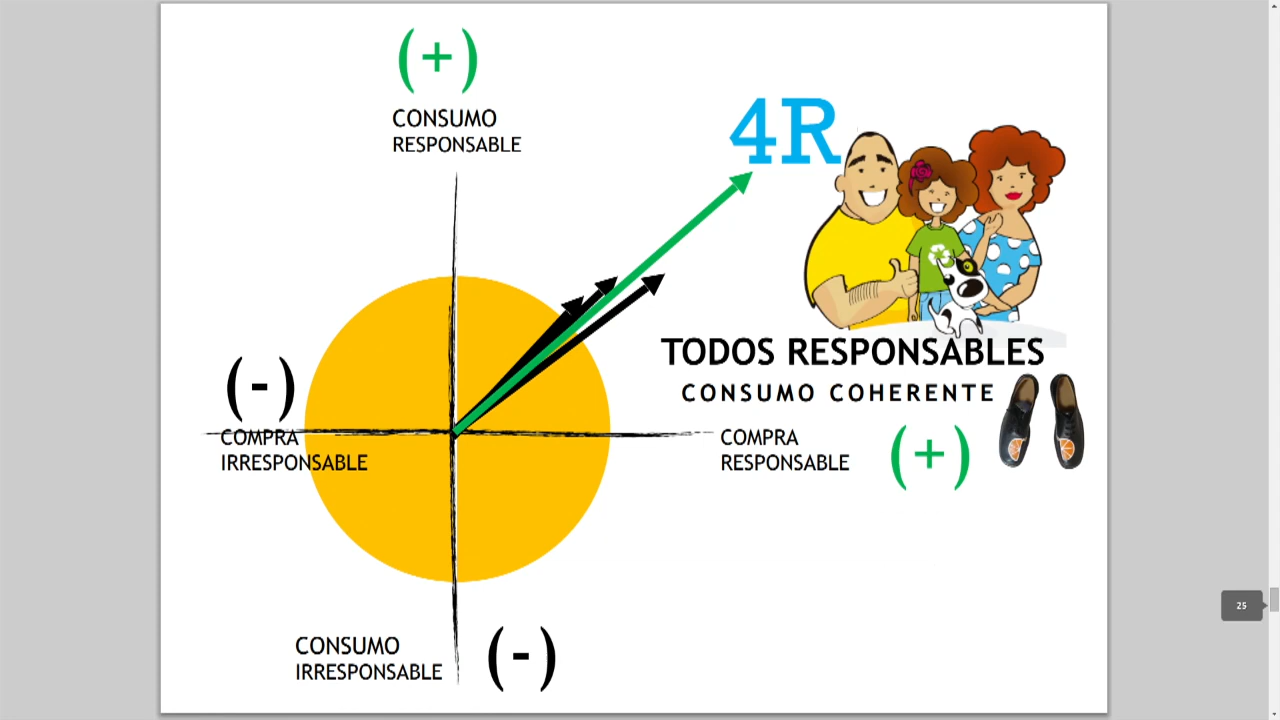 (+)
CONSUMO
RESPONSABLE
4R
TODOS RESPONSABLES
CONSUMO COHERENTE
(-)
COMPRA
IRRESPONSABLE
COMPRA
RESPONSABLE
(+)
25
CONSUMO
IRRESPONSABLE
(-)